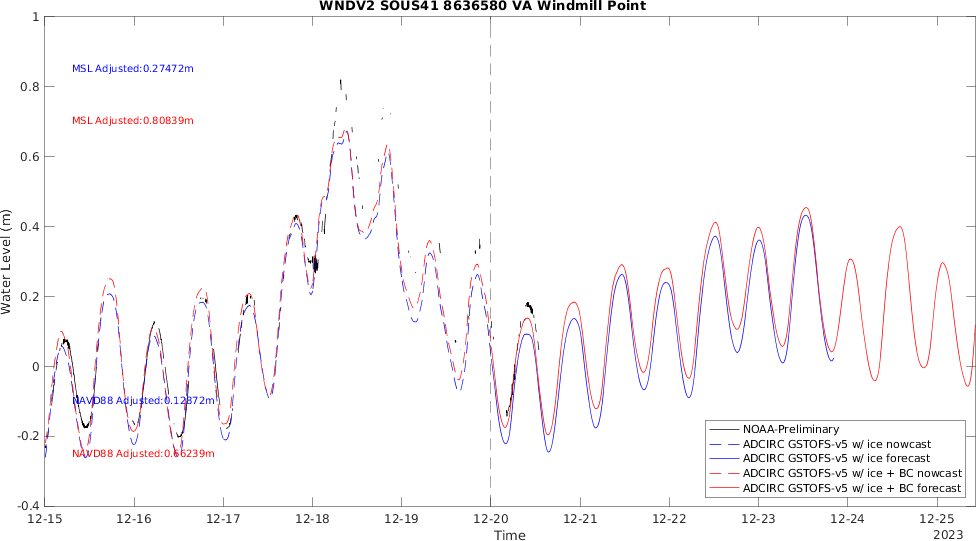 WNDV2 SOUS41 8636580 VA Windmill Point
1
0.8
0.6
0.4
0.2
0
-0.2
-0.4
Water Level (m)
MSL Adjusted:0.27472m
MSL Adjusted:0.80839m
NAVD88 Adjusted:0.12872m
NAVD88 Adjusted:0.66239m
NOAA-Preliminary
ADCIRC GSTOFS-v5 w/ ice nowcast
ADCIRC GSTOFS-v5 w/ ice forecast
ADCIRC GSTOFS-v5 w/ ice + BC nowcast
ADCIRC GSTOFS-v5 w/ ice + BC forecast
12-15 12-16 12-17 12-18 12-19 12-20 12-21 12-22 12-23 12-24 12-25
Time
2023